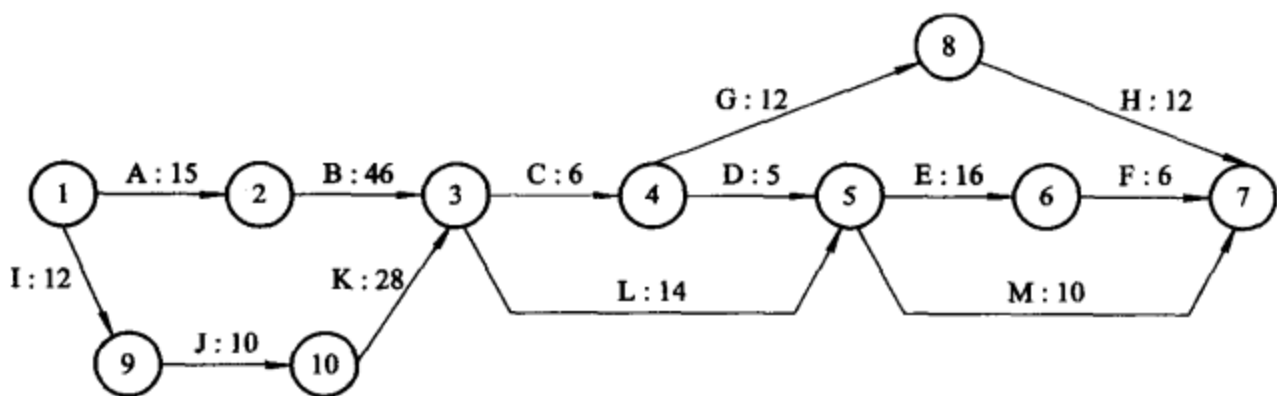 8
G : 12
H : 12
A : 15
B : 46
C : 6
D : 5
E : 16
F : 6
1
2
3
4
5
6
7
I : 12
K : 28
L : 14
M : 10
J : 10
9
10